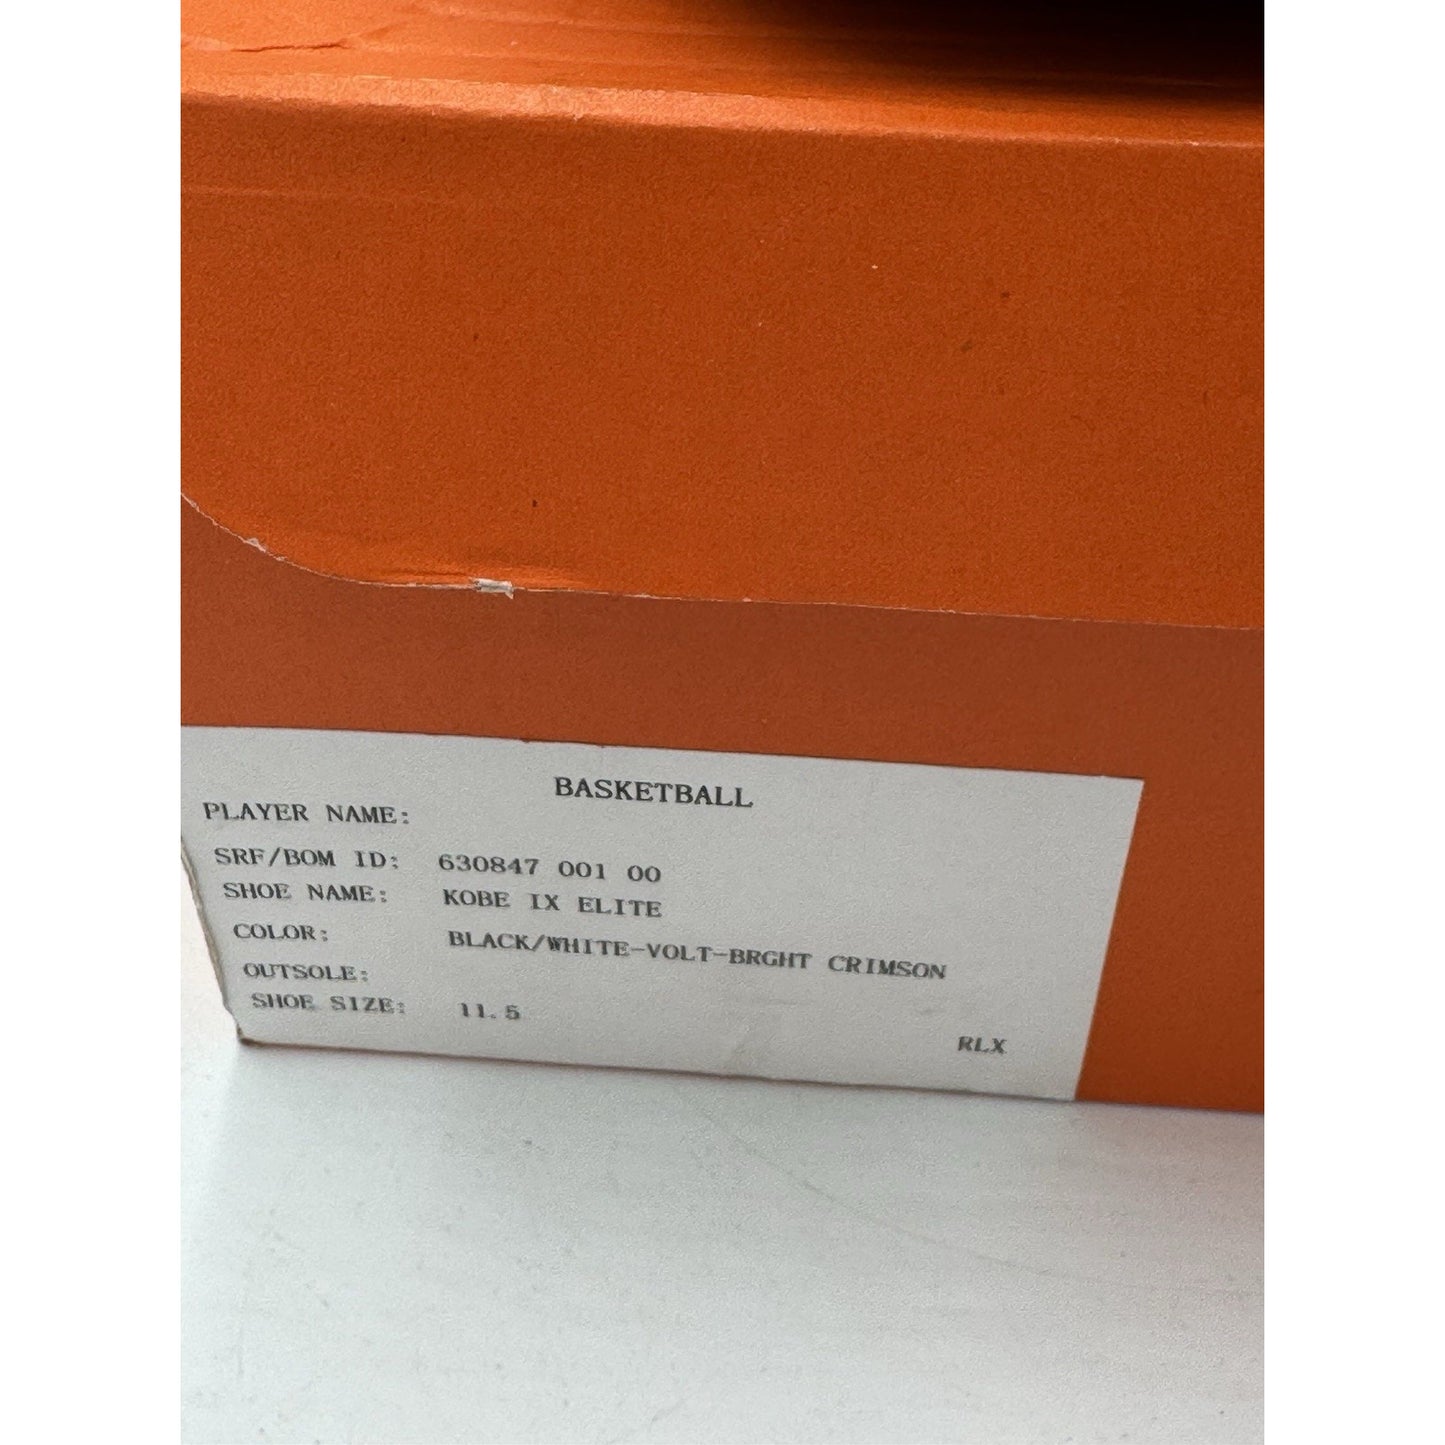 BASKETBALL
PLAYER NAME:
SRF/BOM ID: 630847 001 00
SHOE NAME: KOBE IX ELITE
COLOR: BLACK/WHITE-VOLT-BRGHT CRIMSON
OUTSOLE:
SHOE SIZE: 11.5
RLX